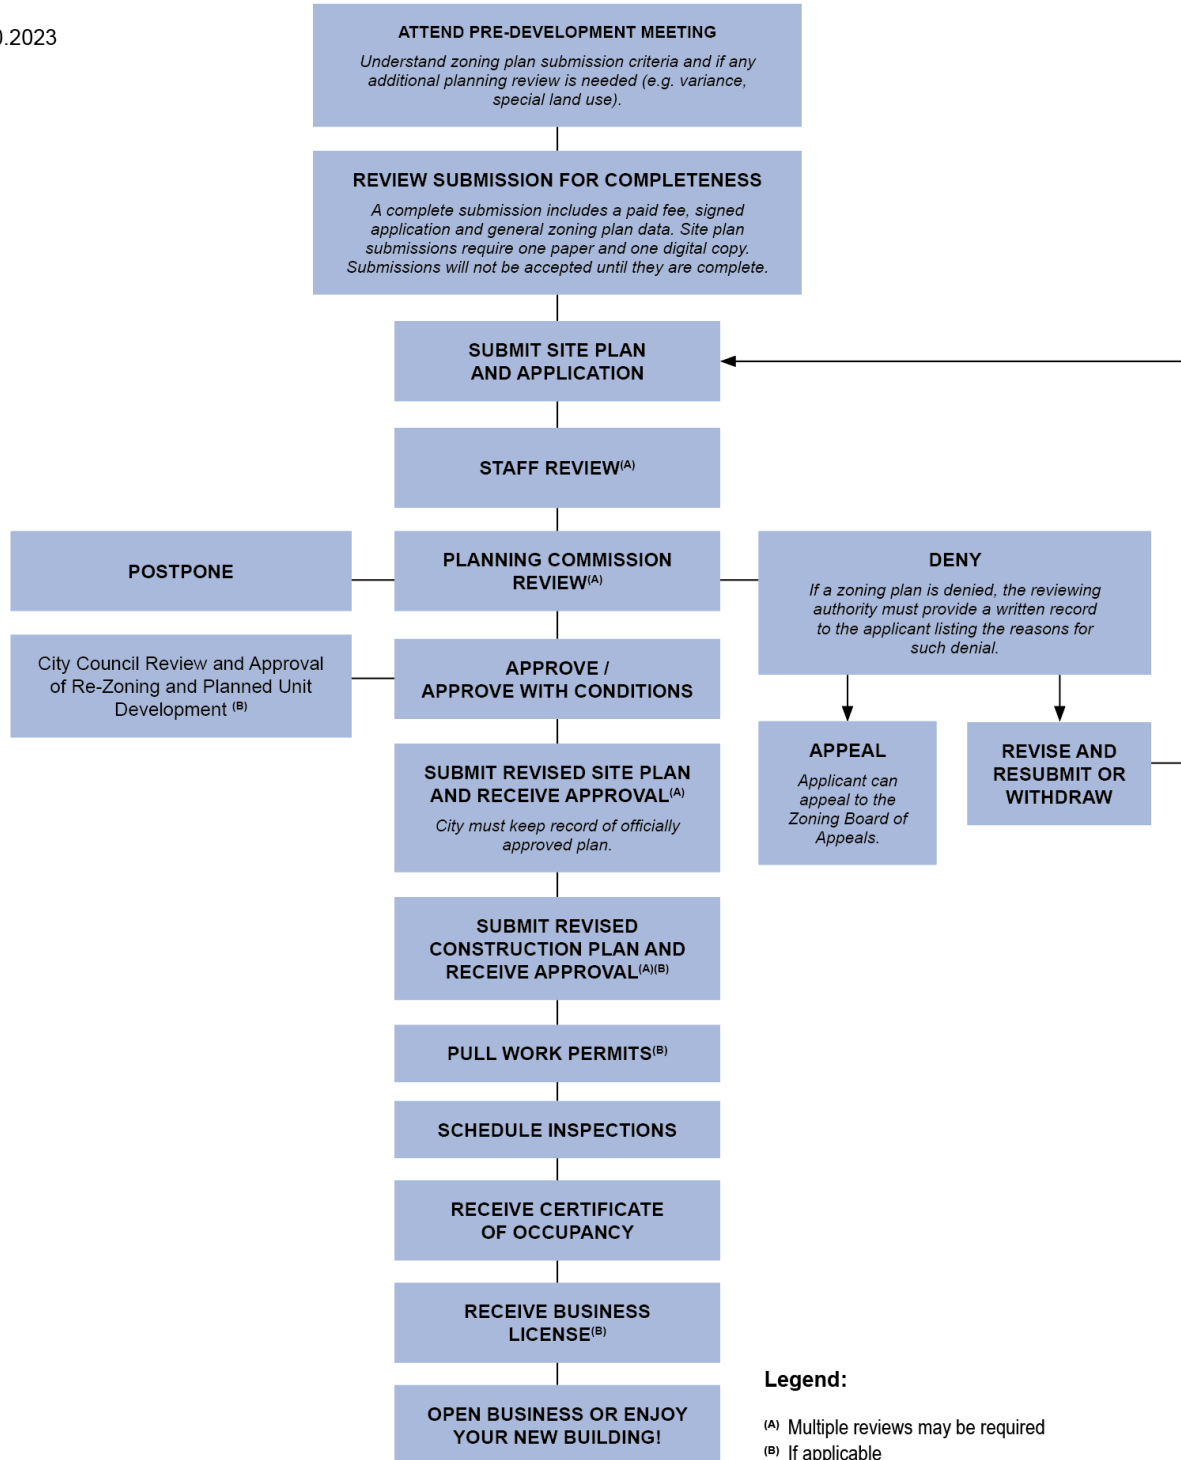 0.2023
ATTEND PRE-DEVELOPMENT MEETING
Understand zoning plan submission criteria and if any
additional planning review is needed (e.g. variance,
special land use).
REVIEW SUBMISSION FOR COMPLETENESS
A complete submission includes a paid fee, signed
application and general zoning plan data. Site plan
submissions require one paper and one digital copy.
Submissions will not be accepted until they are complete.
SUBMIT SITE PLAN
AND APPLICATION
STAFF REVIEW(A)
POSTPONE
PLANNING COMMISSION
REVIEW(A)
DENY
If a zoning plan is denied, the reviewing
authority must provide a written record
to the applicant listing the reasons for
such denial.
City Council Review and Approval
of Re-Zoning and Planned Unit
Development (B)
APPROVE /
APPROVE WITH CONDITIONS
APPEAL
Applicant can
appeal to the
Zoning Board of
Appeals.
REVISE AND
RESUBMIT OR
WITHDRAW
SUBMIT REVISED SITE PLAN
AND RECEIVE APPROVAL(A)
City must keep record of officially
approved plan.
SUBMIT REVISED
CONSTRUCTION PLAN AND
RECEIVE APPROVAL(A)(B)
PULL WORK PERMITS(B)
SCHEDULE INSPECTIONS
RECEIVE CERTIFICATE
OF OCCUPANCY
RECEIVE BUSINESS
LICENSE(B)
OPEN BUSINESS OR ENJOY
YOUR NEW BUILDING!
Legend:
(A) Multiple reviews may be required
(B) If applicable